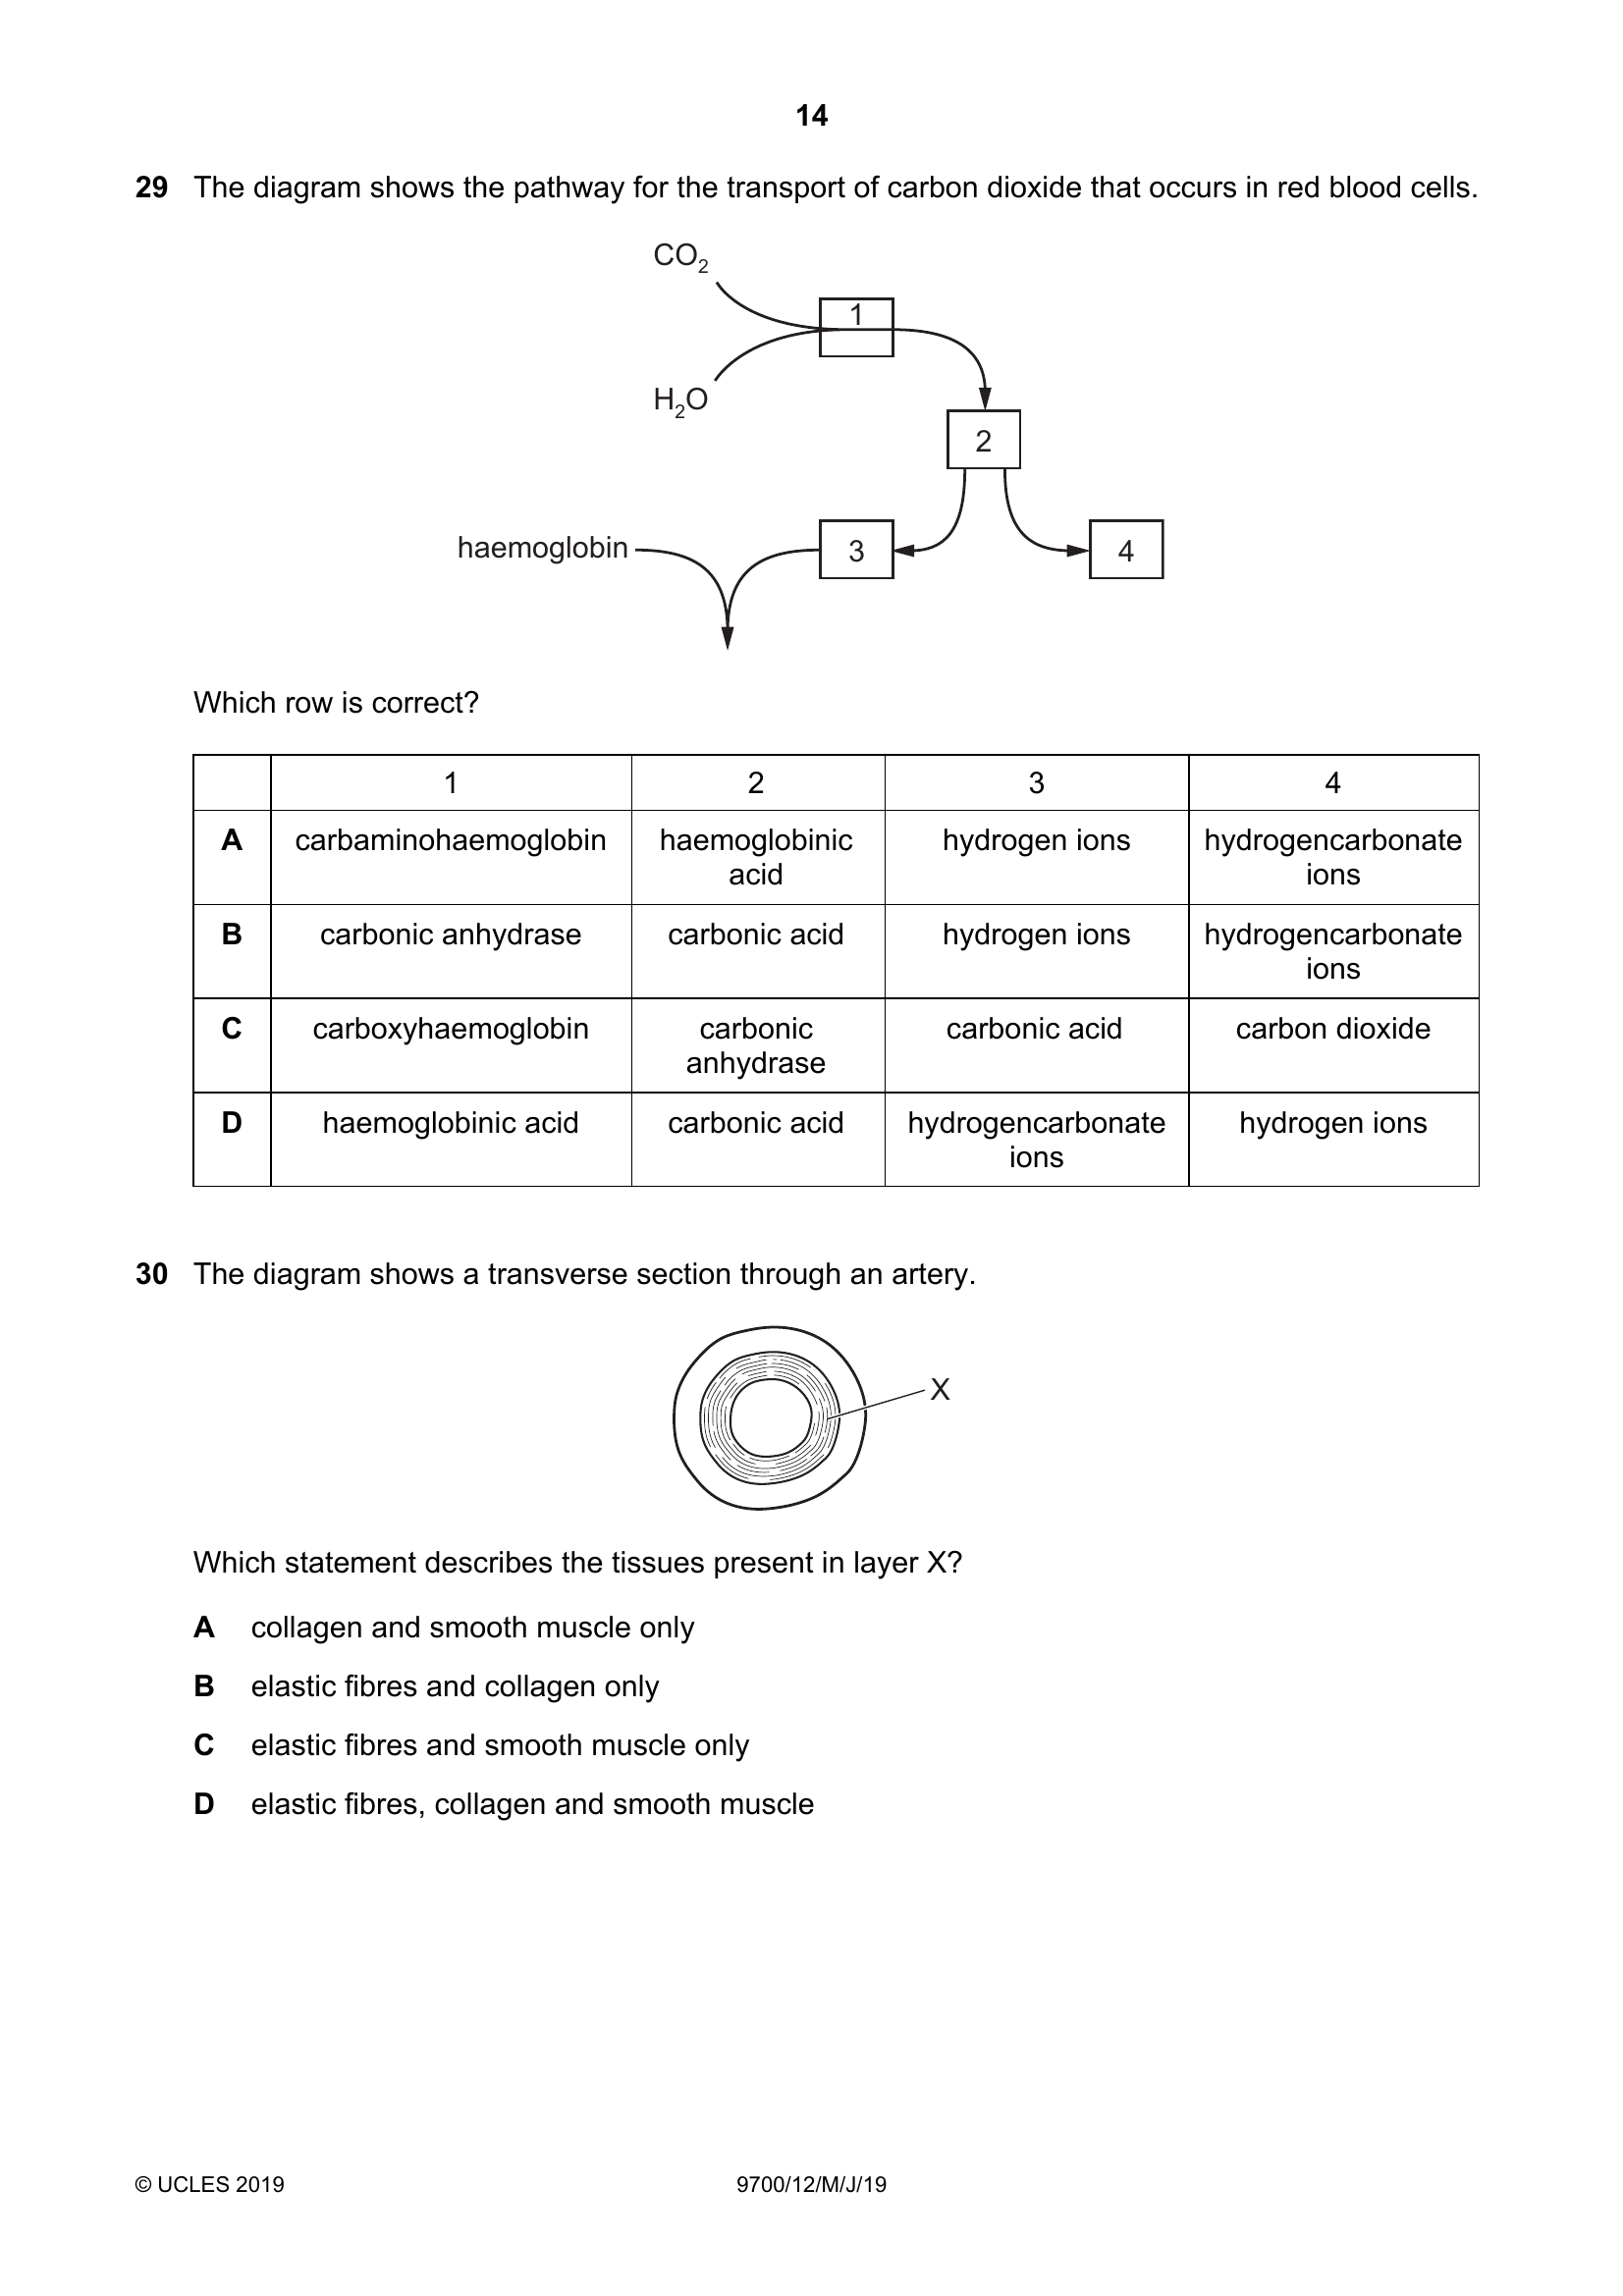 14
29 The diagram shows the pathway for the transport of carbon dioxide that occurs in red blood cells.
CO2
1
H2O
2
haemoglobin
3
4
Which row is correct?
1 2 3 4
A carbaminohaemoglobin haemoglobinic acid hydrogen ions hydrogencarbonate ions
B carbonic anhydrase carbonic acid hydrogen ions hydrogencarbonate ions
C carboxyhaemoglobin carbonic anhydrase carbonic acid carbon dioxide
D haemoglobinic acid carbonic acid hydrogencarbonate ions hydrogen ions
30 The diagram shows a transverse section through an artery.
X
Which statement describes the tissues present in layer X?
A collagen and smooth muscle only
B elastic fibres and collagen only
C elastic fibres and smooth muscle only
D elastic fibres, collagen and smooth muscle
© UCLES 2019 9700/12/M/J/19